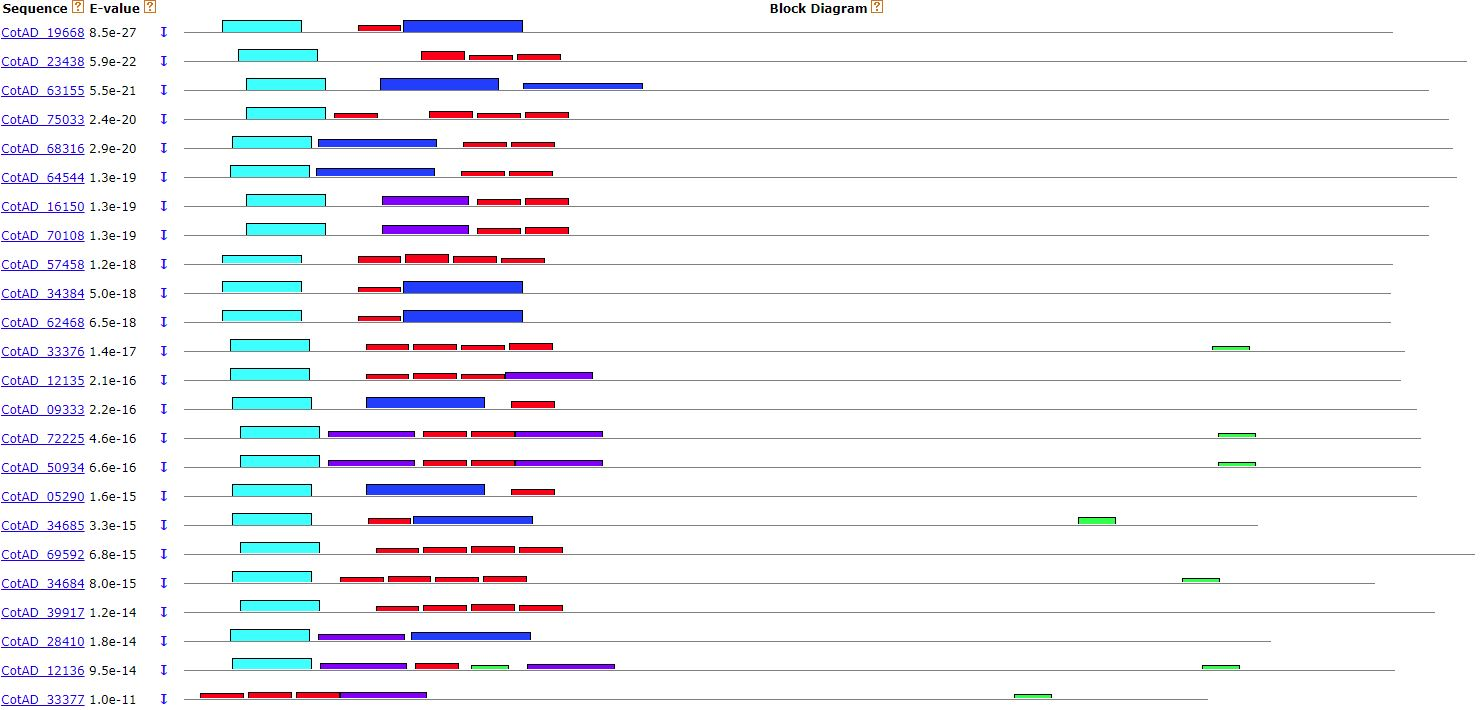 Sequence ? E-value ? Block Diagram ?
CotAD_19668 8.5e-27 ↧
CotAD_23438 5.9e-22 ↧
CotAD_63155 5.5e-21 ↧
CotAD_75033 2.4e-20 ↧
CotAD_68316 2.9e-20 ↧
CotAD_64544 1.3e-19 ↧
CotAD_16150 1.3e-19 ↧
CotAD_70108 1.3e-19 ↧
CotAD_57458 1.2e-18 ↧
CotAD_34384 5.0e-18 ↧
CotAD_62468 6.5e-18 ↧
CotAD_33376 1.4e-17 ↧
CotAD_12135 2.1e-16 ↧
CotAD_09333 2.2e-16 ↧
CotAD_72225 4.6e-16 ↧
CotAD_50934 6.6e-16 ↧
CotAD_05290 1.6e-15 ↧
CotAD_34685 3.3e-15 ↧
CotAD_69592 6.8e-15 ↧
CotAD_34684 8.0e-15 ↧
CotAD_39917 1.2e-14 ↧
CotAD_28410 1.8e-14 ↧
CotAD_12136 9.5e-14 ↧
CotAD_33377 1.0e-11 ↧